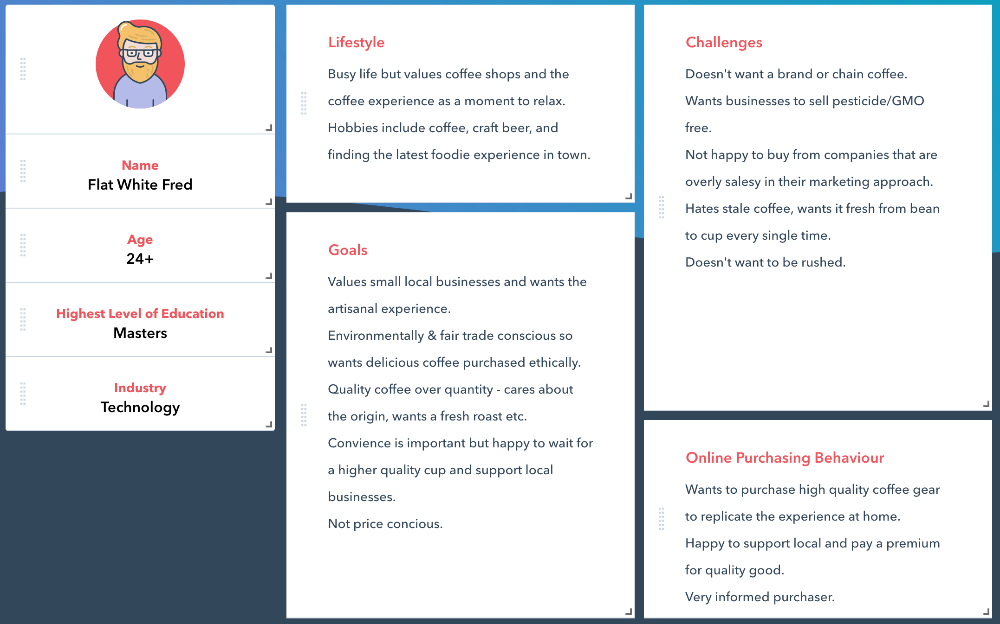 Name
Flat White Fred
Age
24+
Highest Level of Education
Masters
Industry
Technology
Lifestyle
Busy life but values coffee shops and the
coffee experience as a moment to relax.
Hobbies include coffee, craft beer, and
finding the latest foodie experience in town.
Goals
Values small local businesses and wants the
artisanal experience.
Environmentally & fair trade conscious so
wants delicious coffee purchased ethically.
Quality coffee over quantity - cares about
the origin, wants a fresh roast etc.
Convience is important but happy to wait for
a higher quality cup and support local
businesses.
Not price concious.
Challenges
Doesn't want a brand or chain coffee.
Wants businesses to sell pesticide/GMO
free.
Not happy to buy from companies that are
overly salesy in their marketing approach.
Hates stale coffee, wants it fresh from bean
to cup every single time.
Doesn't want to be rushed.
Online Purchasing Behaviour
Wants to purchase high quality coffee gear
to replicate the experience at home.
Happy to support local and pay a premium
for quality good.
Very informed purchaser.